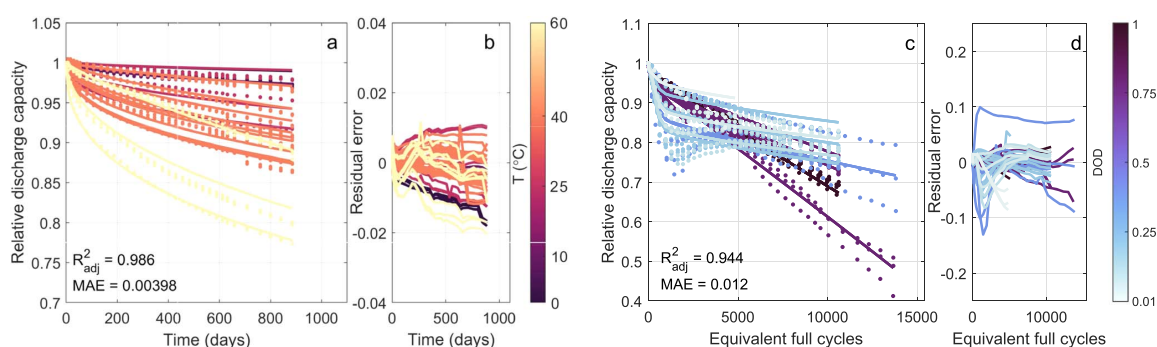 a
Relative discharge capacity
1.05
1
0.95
0.9
0.85
0.8
0.75
0.7
R²adj = 0.986
MAE = 0.00398
0 200 400 600 800 1000
Time (days)
b
Residual error
0.04
0.02
0
-0.02
-0.04
0 500 1000
Time (days)
T (°C)
60
40
25
10
0
c
Relative discharge capacity
1.1
1
0.9
0.8
0.7
0.6
0.5
0.4
R²adj = 0.944
MAE = 0.012
0 5000 10000 15000
Equivalent full cycles
d
Residual error
0.2
0.1
0
-0.1
-0.2
0 10000
Equivalent full cycles
DOD
1
0.75
0.25
0.01